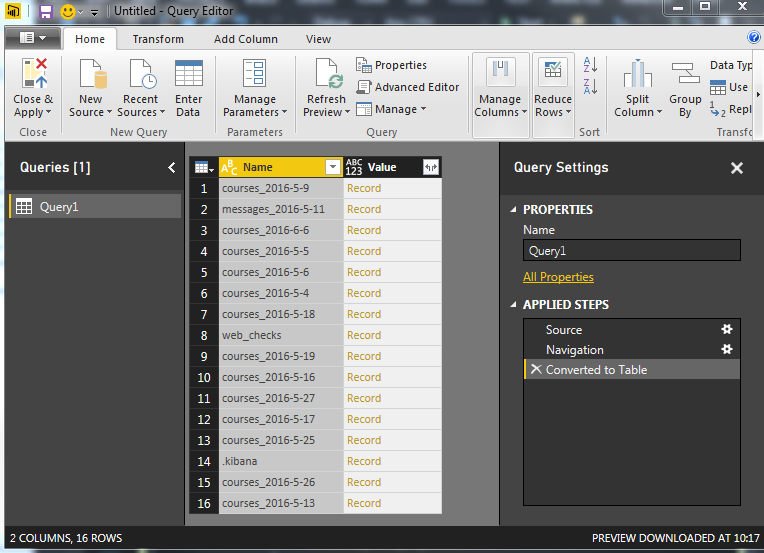 Untitled - Query Editor
Home Transform Add Column View
Close & Apply
New Source
Recent Sources
Enter Data
Manage Parameters
Refresh Preview
Properties
Advanced Editor
Manage
Manage Columns
Reduce Rows
Split Column
Group By
Data Typ
Use
Repl
Close New Query Parameters Query Sort Transfo
Queries [1]
Query1
ABC Name ABC 123 Value
1 courses_2016-5-9 Record
2 messages_2016-5-11 Record
3 courses_2016-6-6 Record
4 courses_2016-5-5 Record
5 courses_2016-5-6 Record
6 courses_2016-5-4 Record
7 courses_2016-5-18 Record
8 web_checks Record
9 courses_2016-5-19 Record
10 courses_2016-5-16 Record
11 courses_2016-5-27 Record
12 courses_2016-5-17 Record
13 courses_2016-5-25 Record
14 .kibana Record
15 courses_2016-5-26 Record
16 courses_2016-5-13 Record
Query Settings
PROPERTIES
Name
Query1
All Properties
APPLIED STEPS
Source
Navigation
Converted to Table
2 COLUMNS, 16 ROWS PREVIEW DOWNLOADED AT 10:17